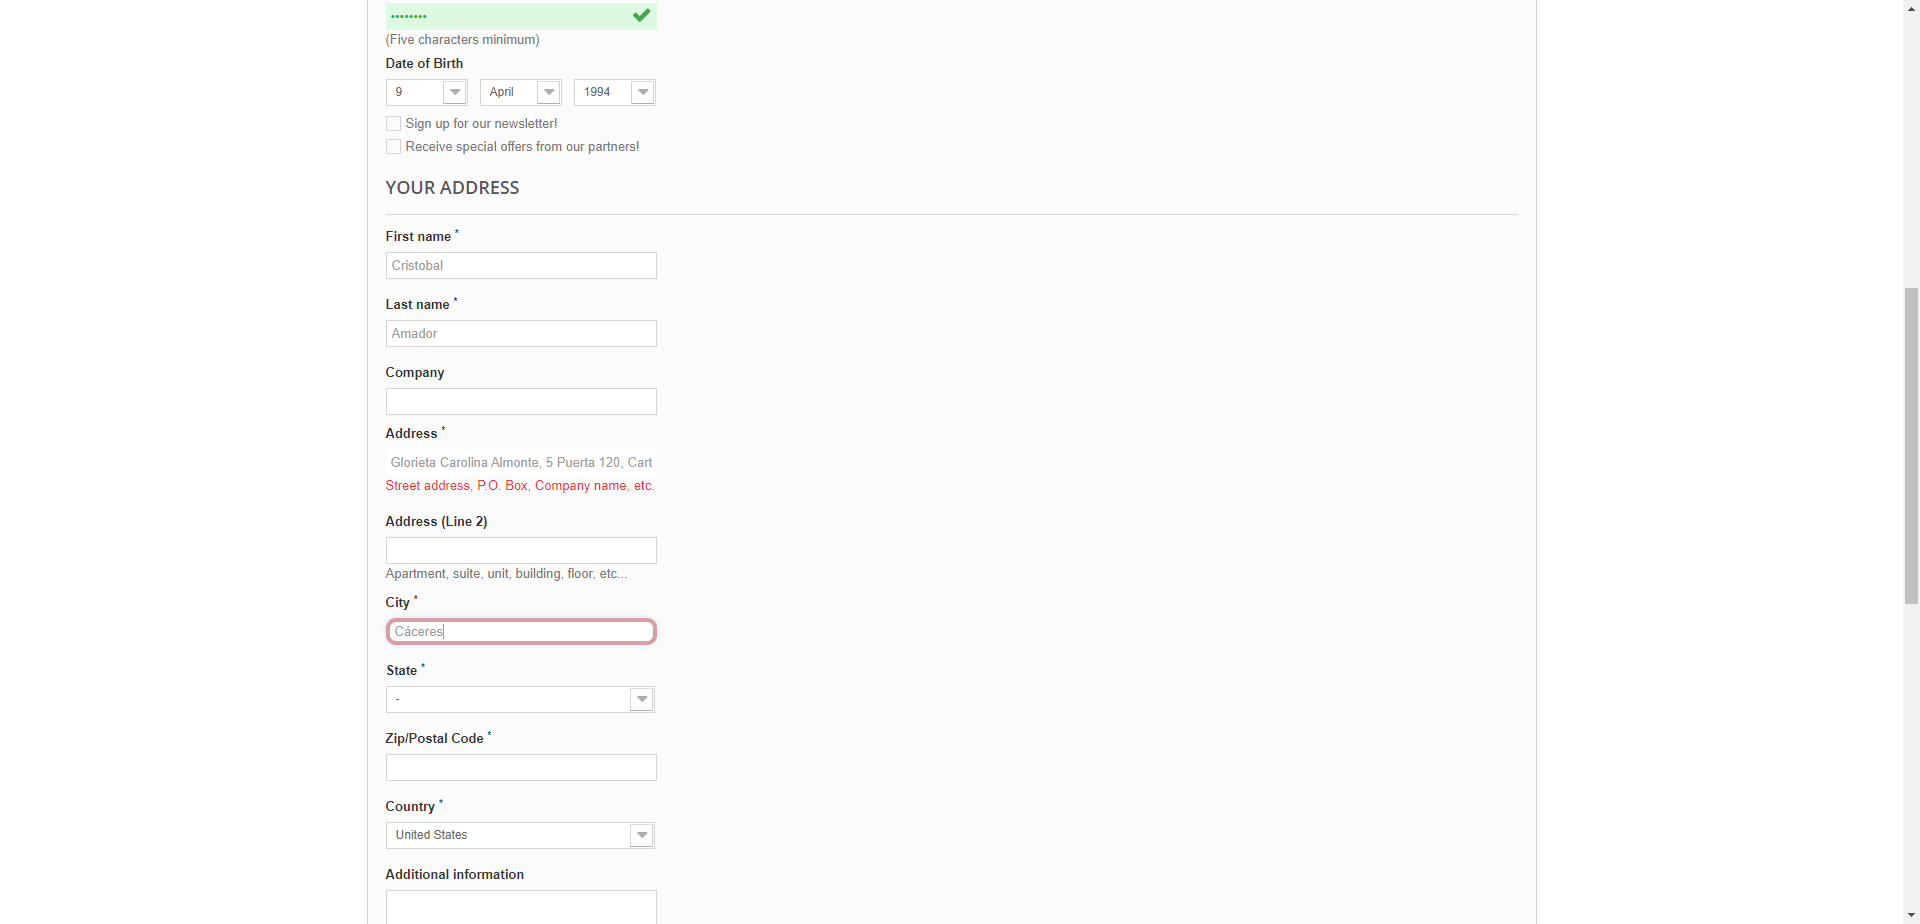 ••••••••
(Five characters minimum)
Date of Birth
9 April 1994
Sign up for our newsletter!
Receive special offers from our partners!
YOUR ADDRESS
First name *
Cristobal
Last name *
Amador
Company
Address *
Glorieta Carolina Almonte, 5 Puerta 120, Cart
Street address, P.O. Box, Company name, etc.
Address (Line 2)
Apartment, suite, unit, building, floor, etc...
City *
Cáceres
State *
-
Zip/Postal Code *
Country *
United States
Additional information